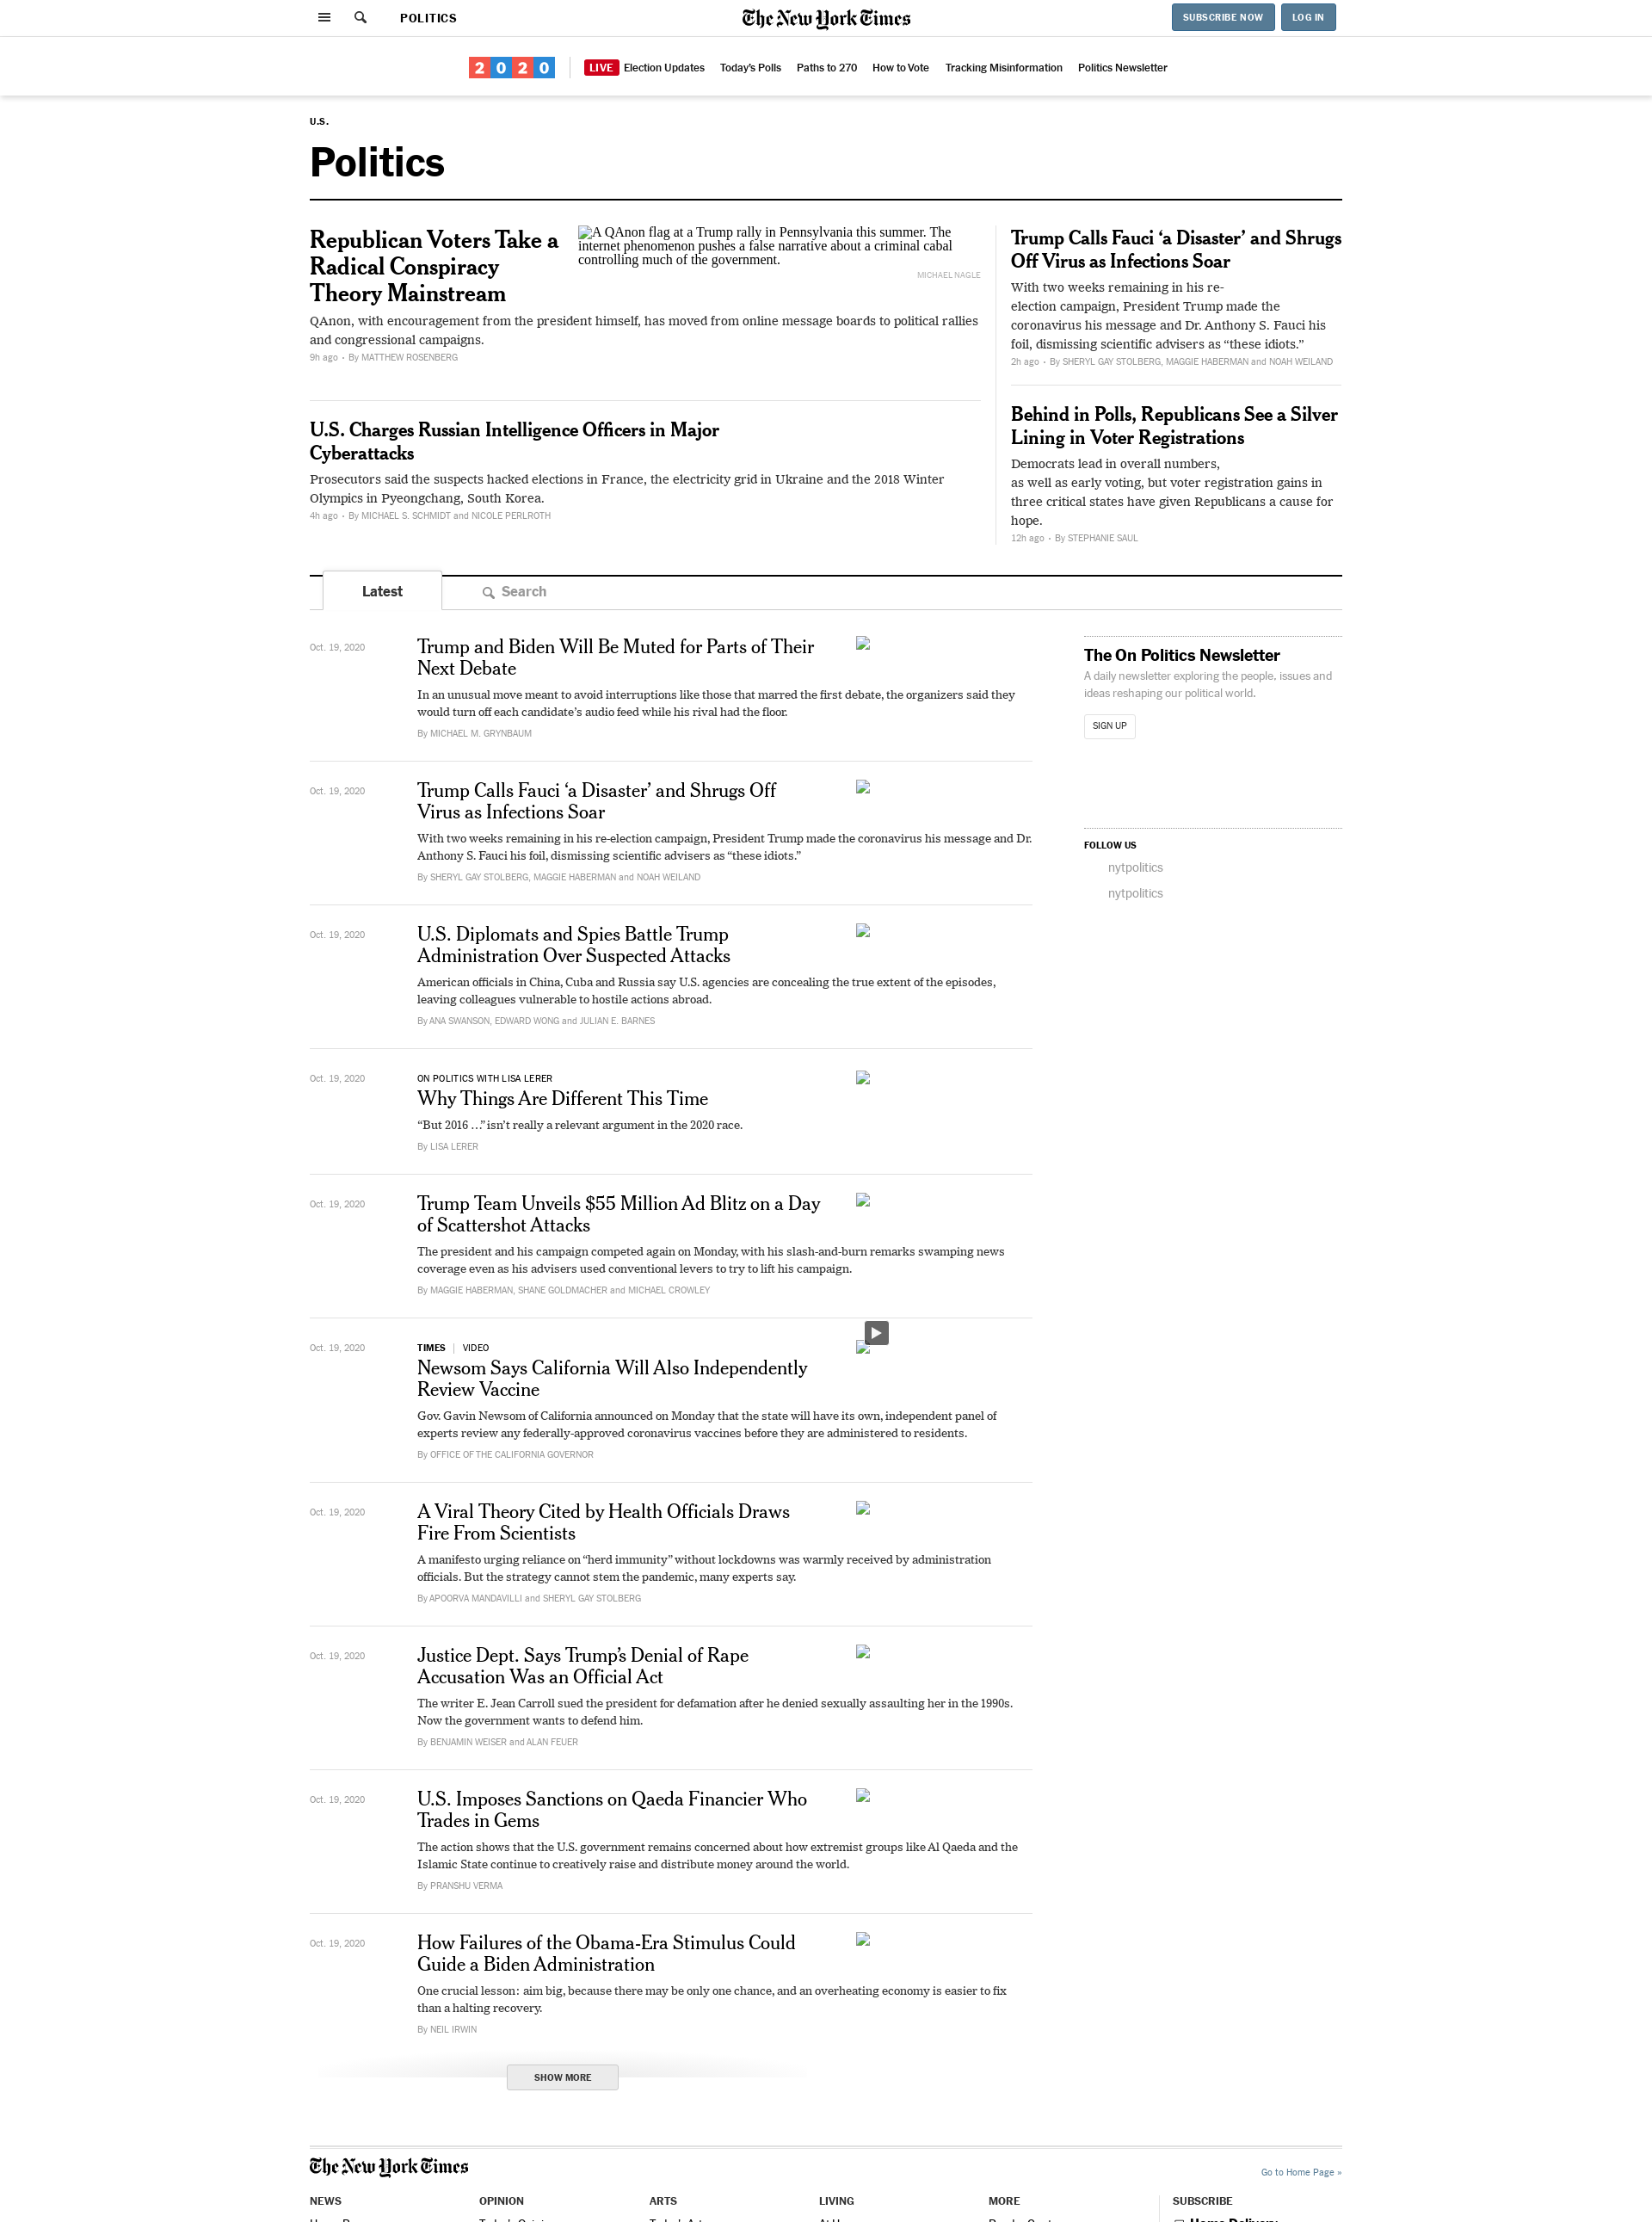 POLITICS
The New York Times
SUBSCRIBE NOW
LOG IN
2020
LIVE Election Updates
Today's Polls
Paths to 270
How to Vote
Tracking Misinformation
Politics Newsletter
U.S.
Politics
Republican Voters Take a
Radical Conspiracy
Theory Mainstream
A QAnon flag at a Trump rally in Pennsylvania this summer. The
internet phenomenon pushes a false narrative about a criminal cabal
controlling much of the government.
MICHAEL NAGLE
QAnon, with encouragement from the president himself, has moved from online message boards to political rallies
and congressional campaigns.
9h ago • By MATTHEW ROSENBERG
U.S. Charges Russian Intelligence Officers in Major
Cyberattacks
Prosecutors said the suspects hacked elections in France, the electricity grid in Ukraine and the 2018 Winter
Olympics in Pyeongchang, South Korea.
4h ago • By MICHAEL S. SCHMIDT and NICOLE PERLROTH
Trump Calls Fauci ‘a Disaster’ and Shrugs
Off Virus as Infections Soar
With two weeks remaining in his re-
election campaign, President Trump made the
coronavirus his message and Dr. Anthony S. Fauci his
foil, dismissing scientific advisers as “these idiots.”
2h ago • By SHERYL GAY STOLBERG, MAGGIE HABERMAN and NOAH WEILAND
Behind in Polls, Republicans See a Silver
Lining in Voter Registrations
Democrats lead in overall numbers,
as well as early voting, but voter registration gains in
three critical states have given Republicans a cause for
hope.
12h ago • By STEPHANIE SAUL
Latest
Search
Oct. 19, 2020
Trump and Biden Will Be Muted for Parts of Their
Next Debate
In an unusual move meant to avoid interruptions like those that marred the first debate, the organizers said they
would turn off each candidate’s audio feed while his rival had the floor.
By MICHAEL M. GRYNBAUM
Oct. 19, 2020
Trump Calls Fauci ‘a Disaster’ and Shrugs Off
Virus as Infections Soar
With two weeks remaining in his re-election campaign, President Trump made the coronavirus his message and Dr.
Anthony S. Fauci his foil, dismissing scientific advisers as “these idiots.”
By SHERYL GAY STOLBERG, MAGGIE HABERMAN and NOAH WEILAND
Oct. 19, 2020
U.S. Diplomats and Spies Battle Trump
Administration Over Suspected Attacks
American officials in China, Cuba and Russia say U.S. agencies are concealing the true extent of the episodes,
leaving colleagues vulnerable to hostile actions abroad.
By ANA SWANSON, EDWARD WONG and JULIAN E. BARNES
Oct. 19, 2020
ON POLITICS WITH LISA LERER
Why Things Are Different This Time
“But 2016 …” isn’t really a relevant argument in the 2020 race.
By LISA LERER
Oct. 19, 2020
Trump Team Unveils $55 Million Ad Blitz on a Day
of Scattershot Attacks
The president and his campaign competed again on Monday, with his slash-and-burn remarks swamping news
coverage even as his advisers used conventional levers to try to lift his campaign.
By MAGGIE HABERMAN, SHANE GOLDMACHER and MICHAEL CROWLEY
Oct. 19, 2020
TIMES | VIDEO
Newsom Says California Will Also Independently
Review Vaccine
Gov. Gavin Newsom of California announced on Monday that the state will have its own, independent panel of
experts review any federally-approved coronavirus vaccines before they are administered to residents.
By OFFICE OF THE CALIFORNIA GOVERNOR
Oct. 19, 2020
A Viral Theory Cited by Health Officials Draws
Fire From Scientists
A manifesto urging reliance on “herd immunity” without lockdowns was warmly received by administration
officials. But the strategy cannot stem the pandemic, many experts say.
By APOORVA MANDAVILLI and SHERYL GAY STOLBERG
Oct. 19, 2020
Justice Dept. Says Trump’s Denial of Rape
Accusation Was an Official Act
The writer E. Jean Carroll sued the president for defamation after he denied sexually assaulting her in the 1990s.
Now the government wants to defend him.
By BENJAMIN WEISER and ALAN FEUER
Oct. 19, 2020
U.S. Imposes Sanctions on Qaeda Financier Who
Trades in Gems
The action shows that the U.S. government remains concerned about how extremist groups like Al Qaeda and the
Islamic State continue to creatively raise and distribute money around the world.
By PRANSHU VERMA
Oct. 19, 2020
How Failures of the Obama-Era Stimulus Could
Guide a Biden Administration
One crucial lesson: aim big, because there may be only one chance, and an overheating economy is easier to fix
than a halting recovery.
By NEIL IRWIN
SHOW MORE
The On Politics Newsletter
A daily newsletter exploring the people, issues and
ideas reshaping our political world.
SIGN UP
FOLLOW US
nytpolitics
nytpolitics
The New York Times
Go to Home Page »
NEWS
OPINION
ARTS
LIVING
MORE
SUBSCRIBE
Home Delivery